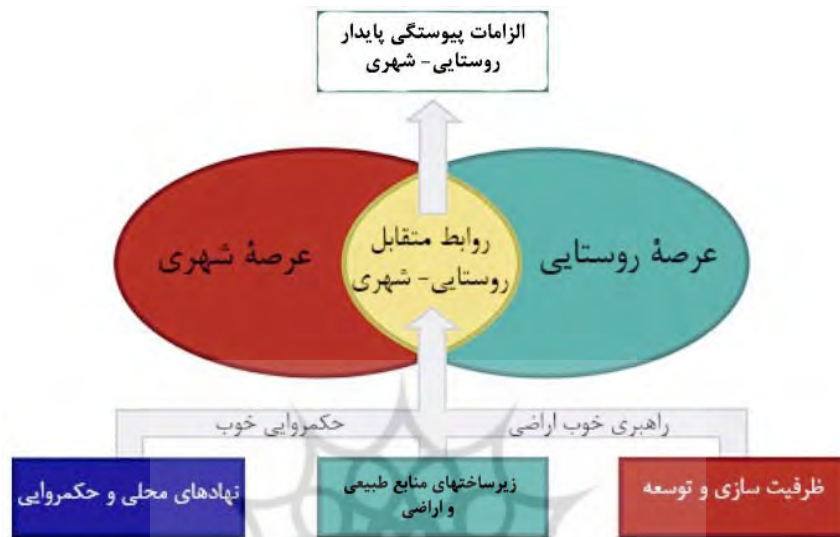 الزامات پیوستگی پایدار
روستایی- شهری
عرصهٔ روستایی
روابط متقابل
روستایی- شهری
عرصهٔ شهری
راهبری خوب اراضی
حکمروایی خوب
ظرفیت سازی و توسعه
زیرساختهای منابع طبیعی
و اراضی
نهادهای محلی و حکمروایی